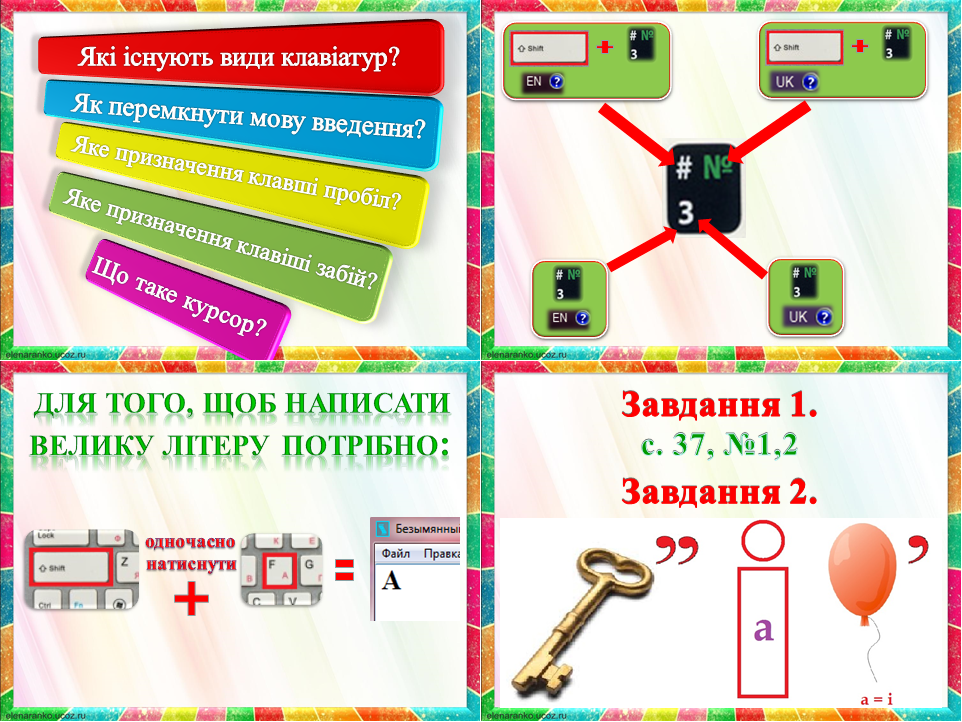 Які існують види клавіатур?
Як перемкнути мову введення?
Яке призначення клавші пробіл?
Яке призначення клавіші забій?
Що таке курсор?
elenaranko.ucoz.ru
⇧ Shift + # № 3
EN ?
⇧ Shift + # № 3
UK ?
# №
3
# №
3
EN ?
# №
3
UK ?
elenaranko.ucoz.ru
ДЛЯ ТОГО, ЩОБ НАПИСАТИ
ВЕЛИКУ ЛІТЕРУ ПОТРІБНО:
Lock
Ф
⇧ Shift
Z
Я
Ctrl
Fn
одночасно
натиснути
+
К Е
F
А
G
П
В
C V
=
Безымянный
Файл Правка
А
elenaranko.ucoz.ru
Завдання 1.
с. 37, №1,2
Завдання 2.
,,
а
,
а = і
elenaranko.ucoz.ru